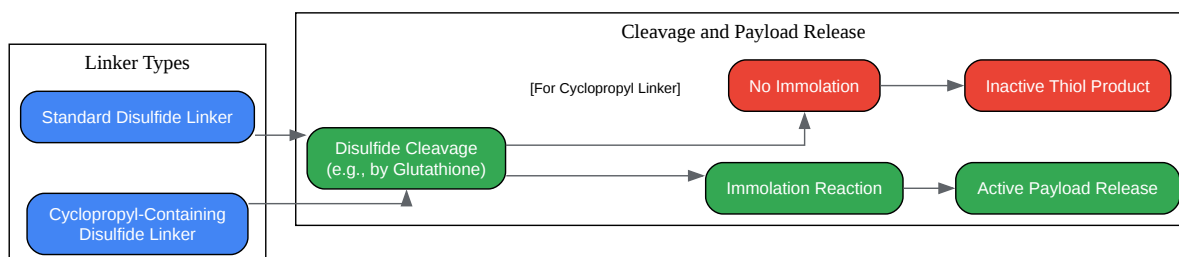 Linker Types
Standard Disulfide Linker
Cyclopropyl-Containing
Disulfide Linker
Cleavage and Payload Release
[For Cyclopropyl Linker]
No Immolation
Inactive Thiol Product
Disulfide Cleavage
(e.g., by Glutathione)
Immolation Reaction
Active Payload Release